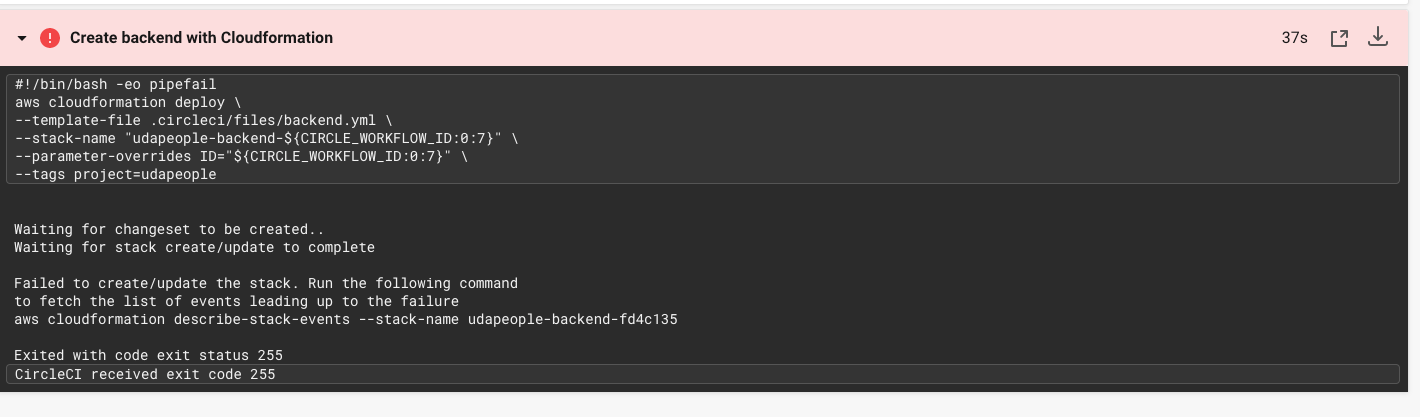 Create backend with Cloudformation
37s
#!/bin/bash -eo pipefail
aws cloudformation deploy \
--template-file .circleci/files/backend.yml \
--stack-name "udapeople-backend-${CIRCLE_WORKFLOW_ID:0:7}" \
--parameter-overrides ID="${CIRCLE_WORKFLOW_ID:0:7}" \
--tags project=udapeople
Waiting for changeset to be created..
Waiting for stack create/update to complete
Failed to create/update the stack. Run the following command
to fetch the list of events leading up to the failure
aws cloudformation describe-stack-events --stack-name udapeople-backend-fd4c135
Exited with code exit status 255
CircleCI received exit code 255